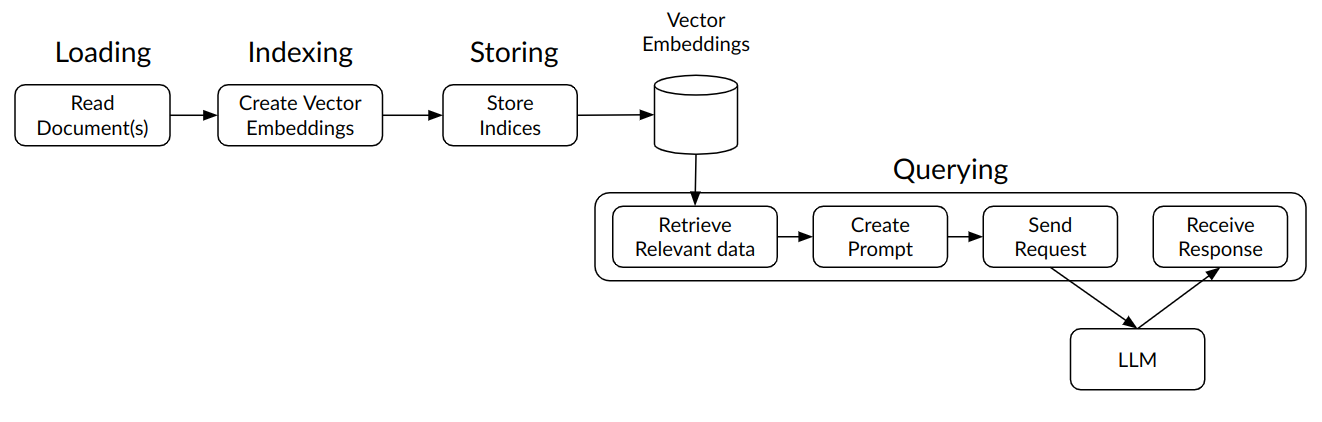 Loading
Indexing
Storing
Vector
Embeddings
Read
Document(s)
Create Vector
Embeddings
Store
Indices
Querying
Retrieve
Relevant data
Create
Prompt
Send
Request
Receive
Response
LLM